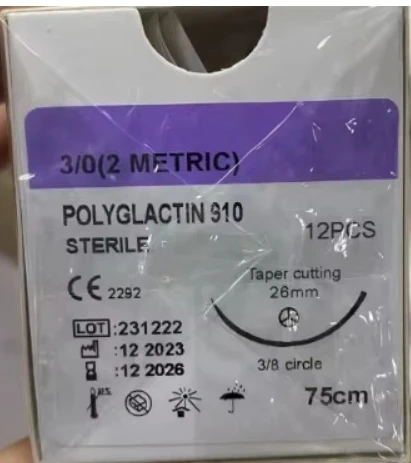 3/0(2 METRIC)
POLYGLACTIN 910
STERILE
12PCS
CE 2292
Taper cutting
26mm
LOT :231222
:12 2023
:12 2026
3/8 circle
75cm